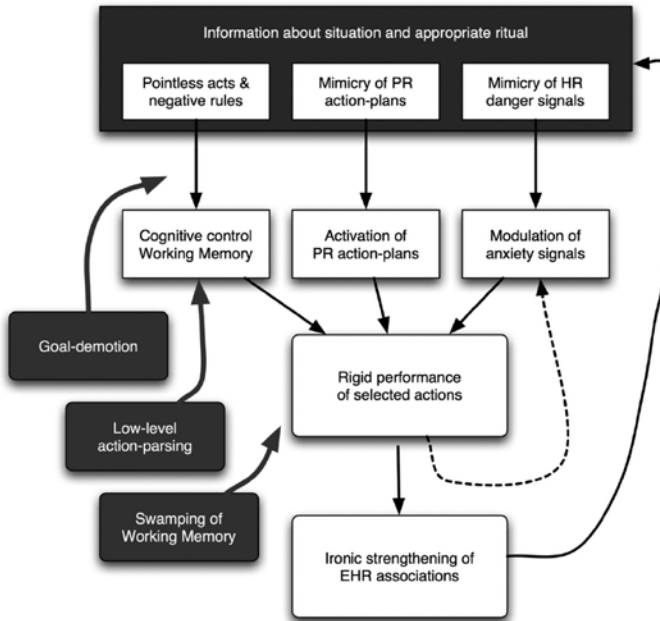 Information about situation and appropriate ritual
Pointless acts &
negative rules
Mimicry of PR
action-plans
Mimicry of HR
danger signals
Cognitive control
Working Memory
Activation of
PR action-plans
Modulation of
anxiety signals
Goal-demotion
Rigid performance
of selected actions
Low-level
action-parsing
Swamping of
Working Memory
Ironic strengthening of
EHR associations